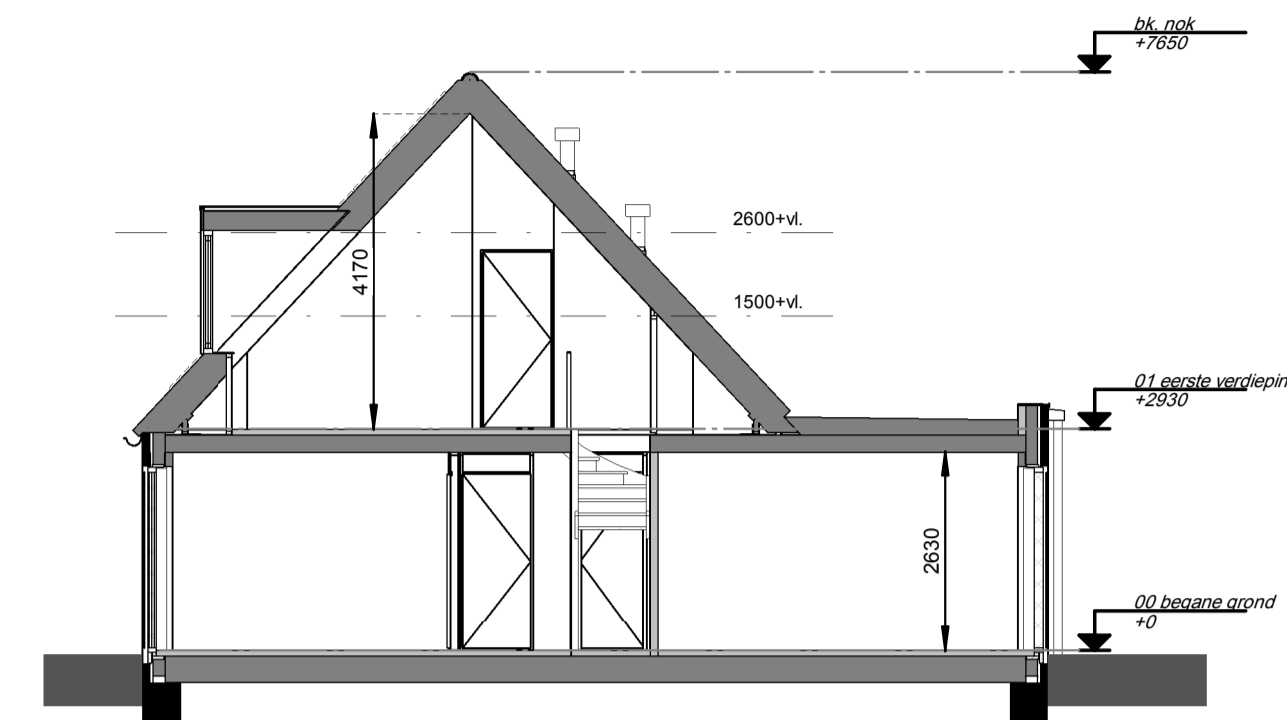 bk. nok
+7650
2600+vl.
4170
1500+vl.
01 eerste verdiepin
+2930
2630
00 begane grond
+0